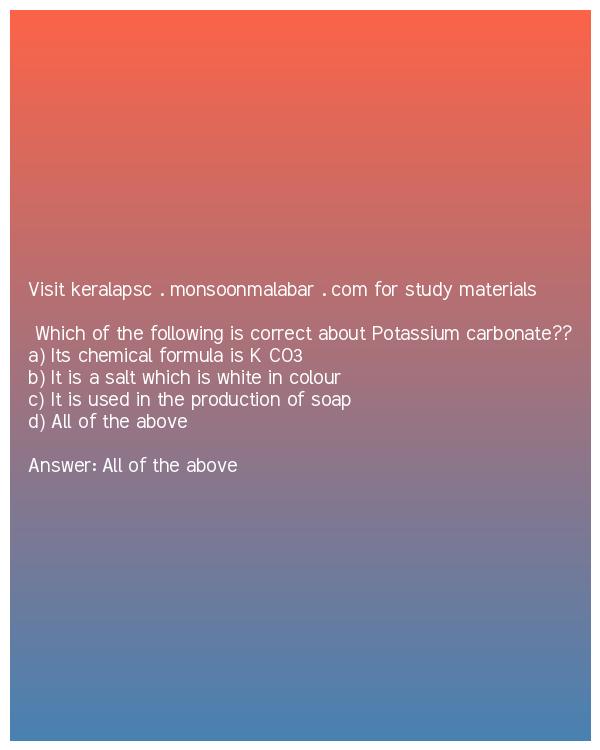 Visit keralapsc . monsoonmalabar . com for study materials
Which of the following is correct about Potassium carbonate??
a) Its chemical formula is K CO3
b) It is a salt which is white in colour
c) It is used in the production of soap
d) All of the above
Answer: All of the above